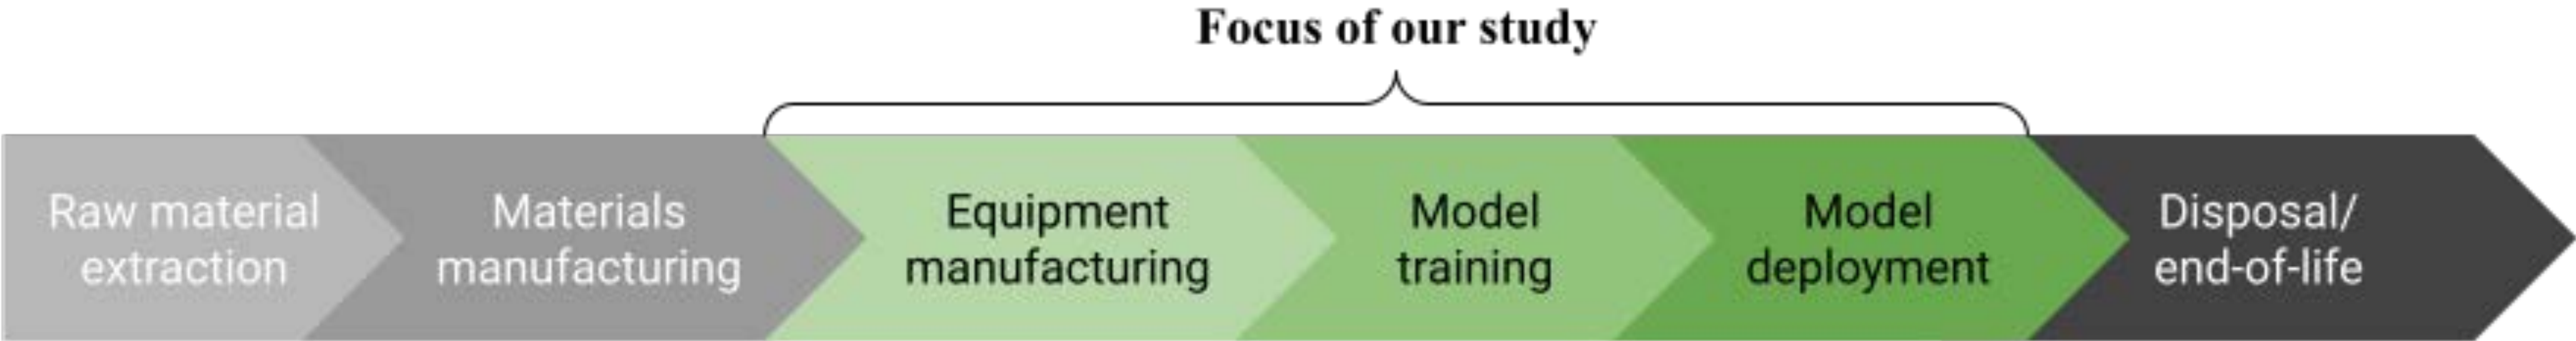 Focus of our study
Raw material
extraction
Materials
manufacturing
Equipment
manufacturing
Model
training
Model
deployment
Disposal/
end-of-life